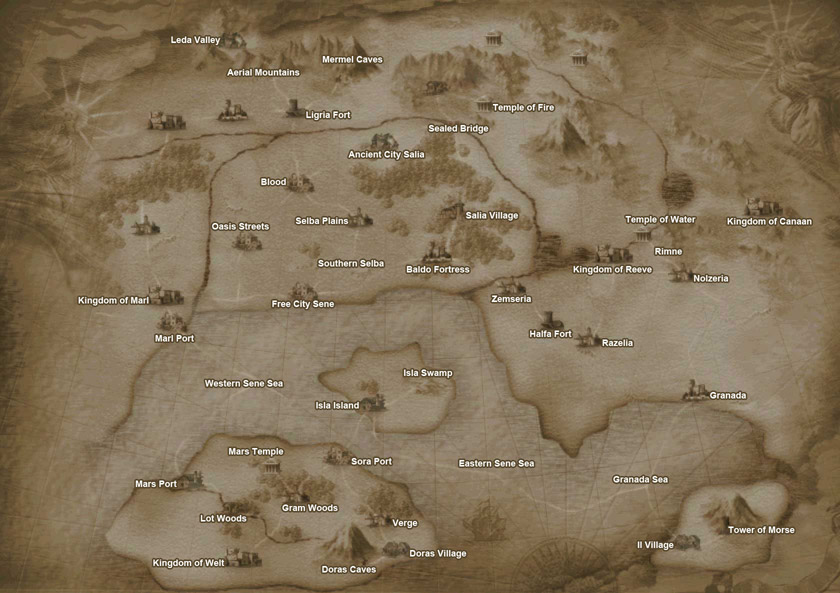 Leda Valley
Mermel Caves
Aerial Mountains
Ligria Fort
Temple of Fire
Sealed Bridge
Ancient City Salia
Blood
Selba Plains
Salia Village
Oasis Streets
Temple of Water
Kingdom of Canaan
Rimne
Southern Selba
Baldo Fortress
Kingdom of Reeve
Nolzeria
Kingdom of Marl
Free City Sene
Zemseria
Marl Port
Halfa Fort
Razelia
Isla Swamp
Western Sene Sea
Granada
Isla Island
Mars Temple
Sora Port
Eastern Sene Sea
Mars Port
Granada Sea
Gram Woods
Lot Woods
Verge
Tower of Morse
Il Village
Doras Village
Kingdom of Welt
Doras Caves